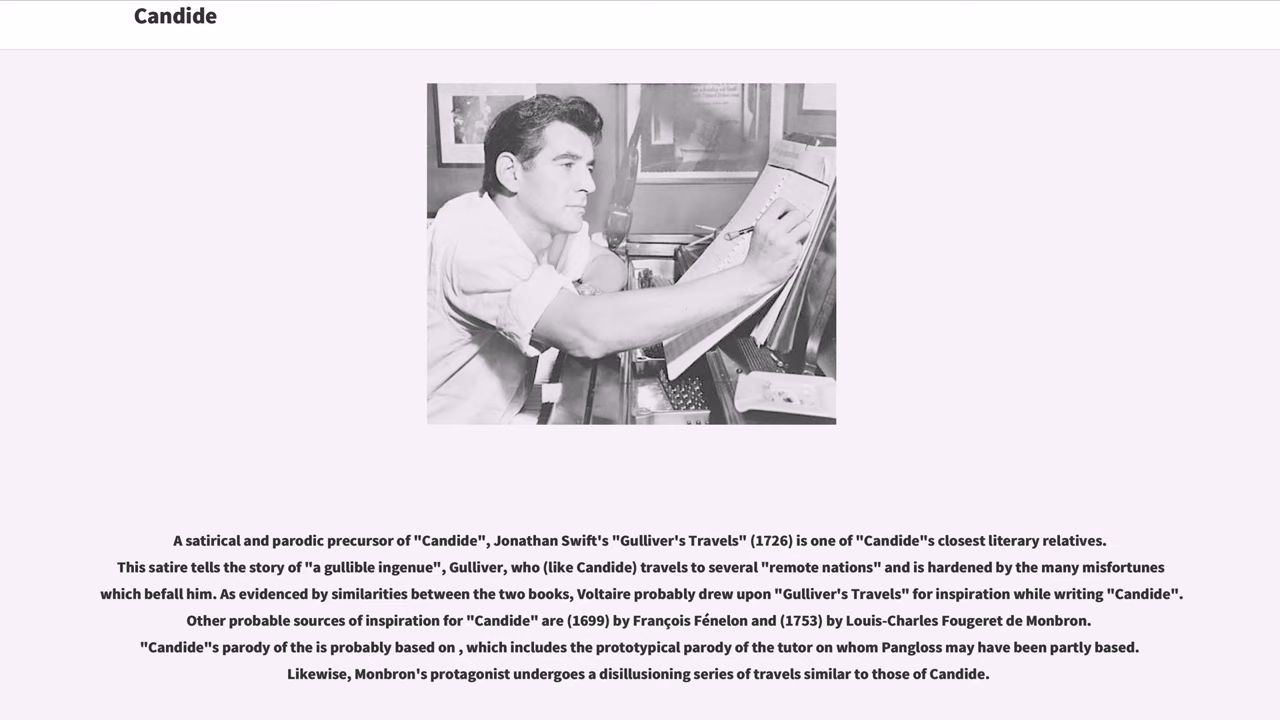 Candide
A satirical and parodic precursor of "Candide", Jonathan Swift's "Gulliver's Travels" (1726) is one of "Candide"s closest literary relatives.
This satire tells the story of "a gullible ingenue", Gulliver, who (like Candide) travels to several "remote nations" and is hardened by the many misfortunes
which befall him. As evidenced by similarities between the two books, Voltaire probably drew upon "Gulliver's Travels" for inspiration while writing "Candide".
Other probable sources of inspiration for "Candide" are (1699) by François Fénelon and (1753) by Louis-Charles Fougeret de Monbron.
"Candide"s parody of the is probably based on , which includes the prototypical parody of the tutor on whom Pangloss may have been partly based.
Likewise, Monbron's protagonist undergoes a disillusioning series of travels similar to those of Candide.